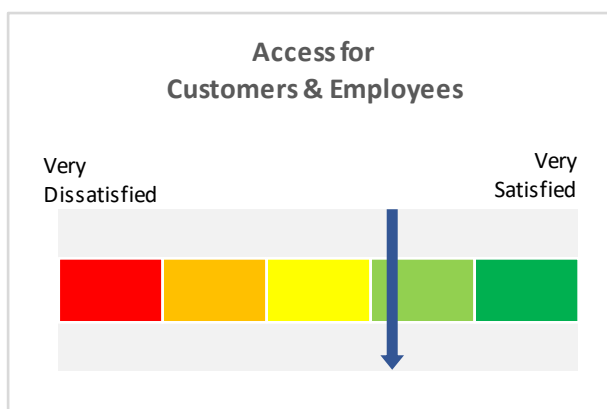 Access for
Customers & Employees
Very
Dissatisfied
Very
Satisfied